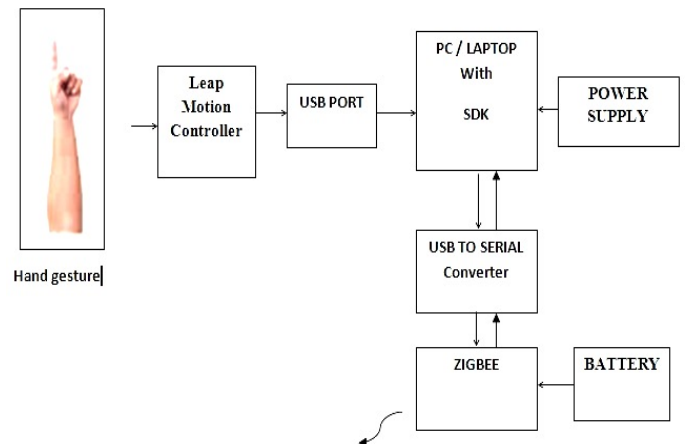 Hand gesture
Leap
Motion
Controller
USB PORT
PC / LAPTOP
With
SDK
POWER
SUPPLY
USB TO SERIAL
Converter
ZIGBEE
BATTERY